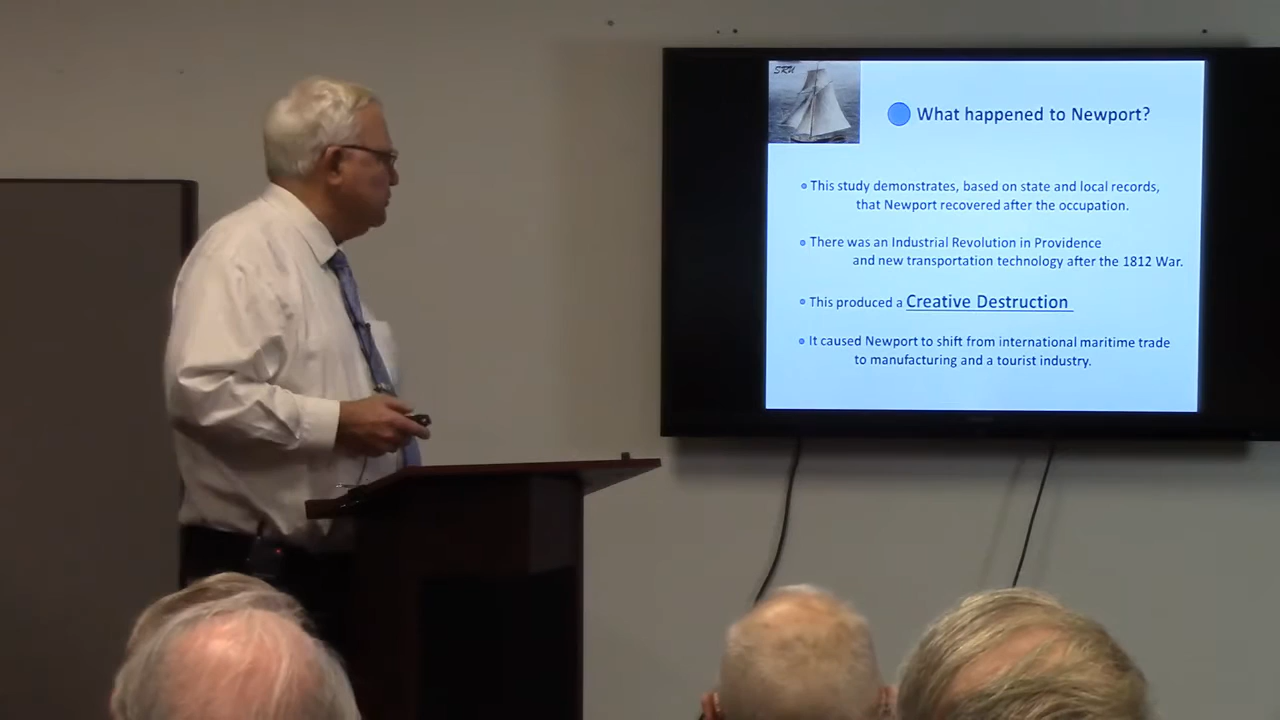 SRU
What happened to Newport?
This study demonstrates, based on state and local records,
that Newport recovered after the occupation.
There was an Industrial Revolution in Providence
and new transportation technology after the 1812 War.
This produced a Creative Destruction
It caused Newport to shift from international maritime trade
to manufacturing and a tourist industry.